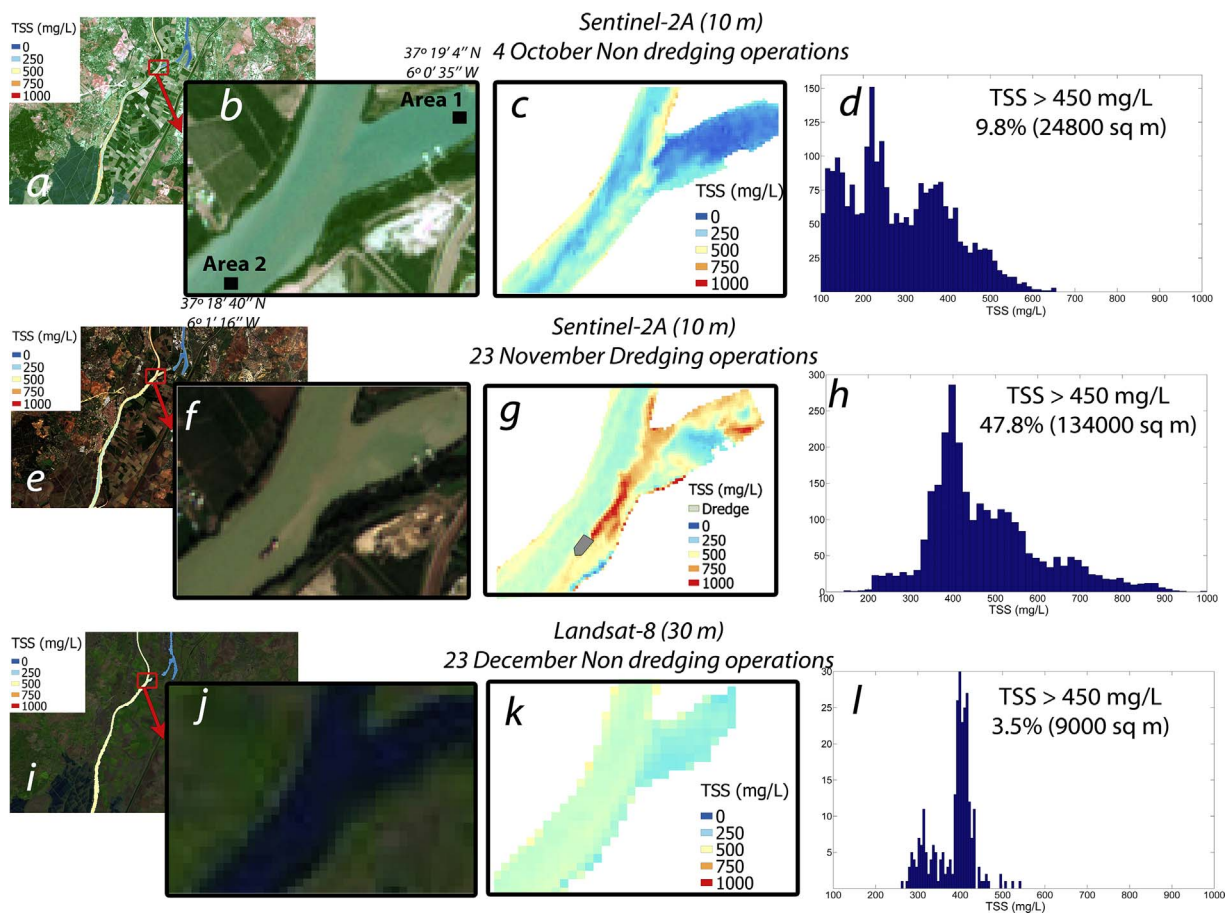 Sentinel-2A (10 m)
4 October Non dredging operations
TSS (mg/L)
0
250
500
750
1000
a
37º 19' 4'' N
6º 0' 35'' W
b
Area 1
Area 2
37º 18' 40'' N
6º 1' 16'' W
c
TSS (mg/L)
0
250
500
750
1000
d
TSS > 450 mg/L
9.8% (24800 sq m)
150
125
100
75
50
25
100 200 300 400 500 600 700 800 900 1000
TSS (mg/L)
Sentinel-2A (10 m)
23 November Dredging operations
TSS (mg/L)
0
250
500
750
1000
e
f
g
TSS (mg/L)
Dredge
0
250
500
750
1000
h
TSS > 450 mg/L
47.8% (134000 sq m)
300
250
200
150
100
50
0
100 200 300 400 500 600 700 800 900 1000
TSS (mg/L)
Landsat-8 (30 m)
23 December Non dredging operations
TSS (mg/L)
0
250
500
750
1000
i
j
k
TSS (mg/L)
0
250
500
750
1000
l
TSS > 450 mg/L
3.5% (9000 sq m)
30
25
20
15
10
5
100 200 300 400 500 600 700 800 900 1000
TSS (mg/L)